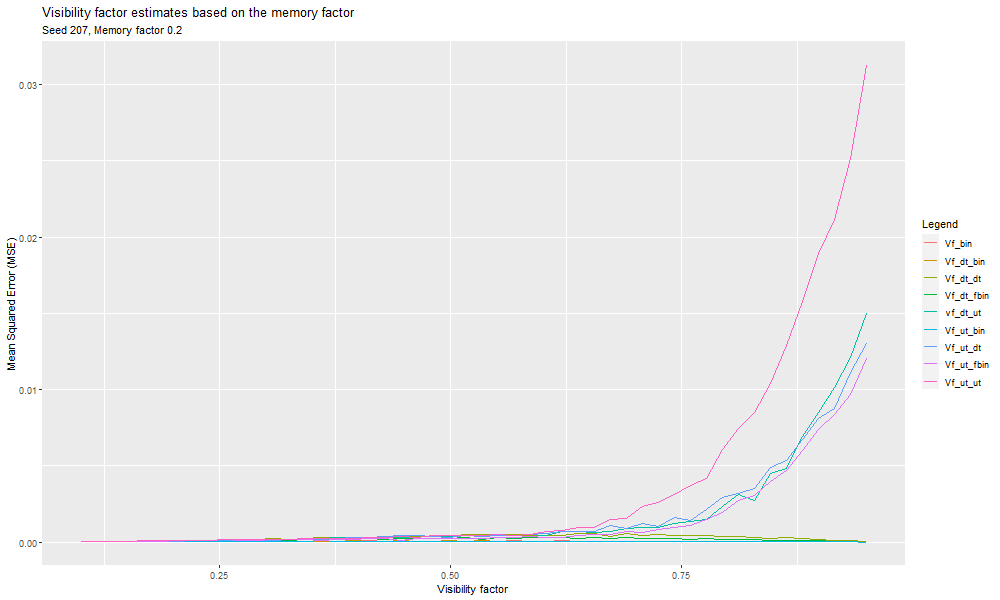 Visibility factor estimates based on the memory factor
Seed 207, Memory factor 0.2
Mean Squared Error (MSE)
0.03
0.02
0.01
0.00
0.25
0.50
0.75
Visibility factor
Legend
Vf_bin
Vf_dt_bin
Vf_dt_dt
Vf_dt_fbin
vf_dt_ut
Vf_ut_bin
Vf_ut_dt
Vf_ut_fbin
Vf_ut_ut